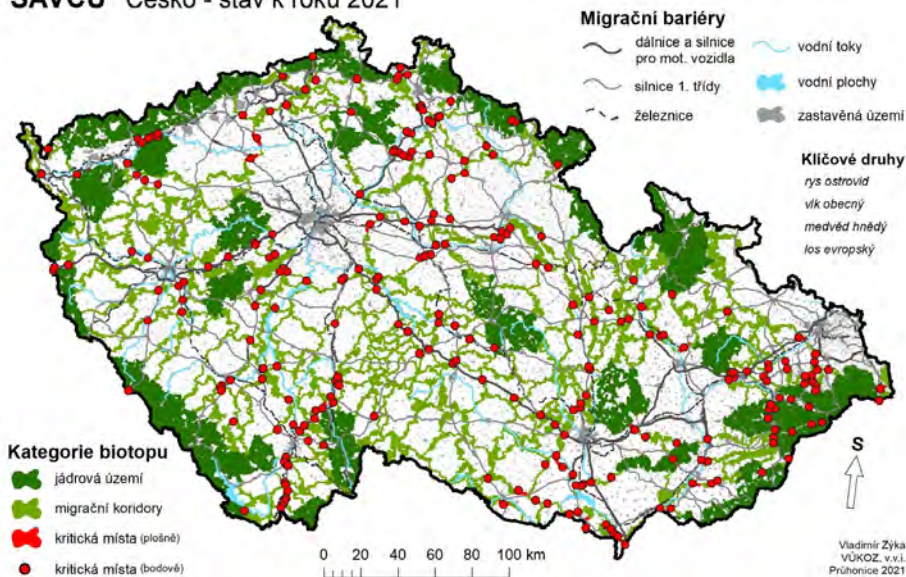 SAVCŮ Česko - stav k roku 2021
Migrační bariéry
dálnice a silnice
pro mot. vozidla
silnice 1. třídy
železnice
vodní toky
vodní plochy
zastavěná území
Klíčové druhy
rys ostrovid
vlk obecný
medvěd hnědý
los evropský
Kategorie biotopu
jádrová území
migrační koridory
kritická místa (plošně)
kritická místa (bodově)
0 20 40 60 80 100 km
S
Vladimír Zýka
VÚKOZ, v.v.i.
Průhonice 2021